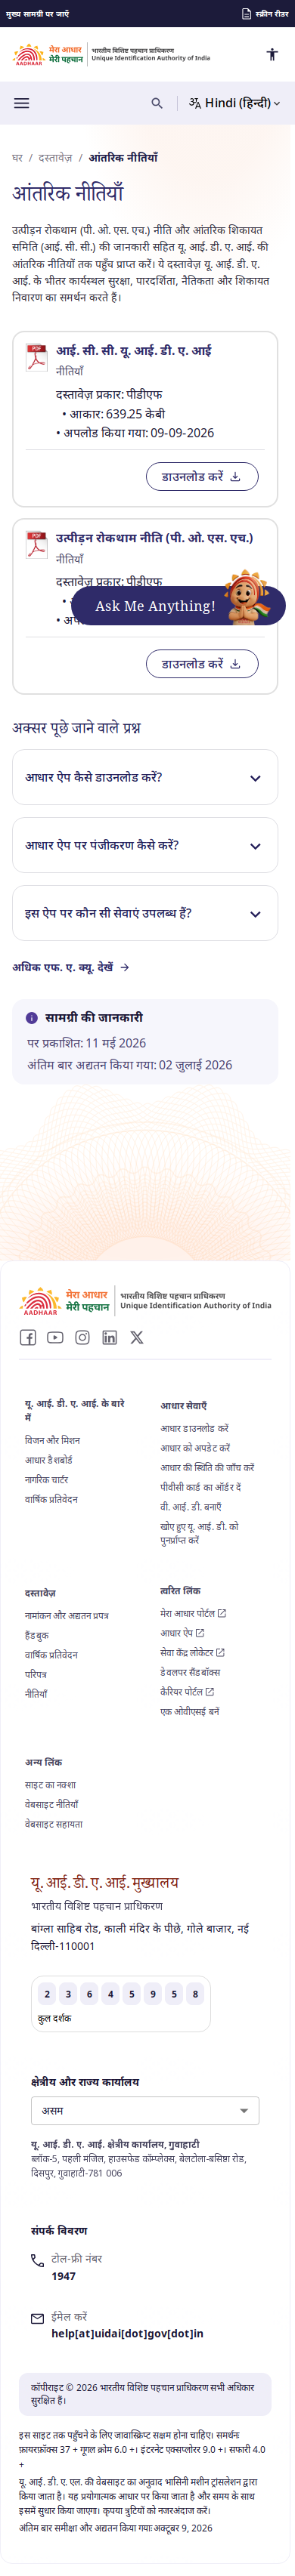 मुख्य सामग्री पर जाएँ
स्क्रीन रीडर
मेरा आधार
मेरी पहचान
AADHAAR
भारतीय विशिष्ट पहचान प्राधिकरण
Unique Identification Authority of India
Hindi (हिन्दी)
घर / दस्तावेज़ / आंतरिक नीतियाँ
आंतरिक नीतियाँ
उत्पीड़न रोकथाम (पी. ओ. एस. एच.) नीति और आंतरिक शिकायत
समिति (आई. सी. सी.) की जानकारी सहित यू. आई. डी. ए. आई. की
आंतरिक नीतियों तक पहुँच प्राप्त करें। ये दस्तावेज़ यू. आई. डी. ए.
आई. के भीतर कार्यस्थल सुरक्षा, पारदर्शिता, नैतिकता और शिकायत
निवारण का समर्थन करते हैं।
आई. सी. सी. यू. आई. डी. ए. आई
नीतियाँ
दस्तावेज़ प्रकार: पीडीएफ
• आकार: 639.25 केबी
• अपलोड किया गया: 09-09-2026
डाउनलोड करें
उत्पीड़न रोकथाम नीति (पी. ओ. एस. एच.)
नीतियाँ
दस्तावेज़ प्रकार: पीडीएफ
Ask Me Anything!
डाउनलोड करें
अक्सर पूछे जाने वाले प्रश्न
आधार ऐप कैसे डाउनलोड करें?
आधार ऐप पर पंजीकरण कैसे करें?
इस ऐप पर कौन सी सेवाएं उपलब्ध हैं?
अधिक एफ. ए. क्यू. देखें
सामग्री की जानकारी
पर प्रकाशित: 11 मई 2026
अंतिम बार अद्यतन किया गया: 02 जुलाई 2026
मेरा आधार
मेरी पहचान
AADHAAR
भारतीय विशिष्ट पहचान प्राधिकरण
Unique Identification Authority of India
यू. आई. डी. ए. आई. के बारे
में
विजन और मिशन
आधार डैशबोर्ड
नागरिक चार्टर
वार्षिक प्रतिवेदन
आधार सेवाएँ
आधार डाउनलोड करें
आधार को अपडेट करें
आधार की स्थिति की जाँच करें
पीवीसी कार्ड का ऑर्डर दें
वी. आई. डी. बनाएँ
खोए हुए यू. आई. डी. को
पुनर्प्राप्त करें
दस्तावेज़
नामांकन और अद्यतन प्रपत्र
हैंडबुक
वार्षिक प्रतिवेदन
परिपत्र
नीतियाँ
त्वरित लिंक
मेरा आधार पोर्टल
आधार ऐप
सेवा केंद्र लोकेटर
डेवलपर सैंडबॉक्स
कैरियर पोर्टल
एक ओवीएसई बनें
अन्य लिंक
साइट का नक्शा
वेबसाइट नीतियाँ
वेबसाइट सहायता
यू. आई. डी. ए. आई. मुख्यालय
भारतीय विशिष्ट पहचान प्राधिकरण
बांग्ला साहिब रोड, काली मंदिर के पीछे, गोले बाजार, नई
दिल्ली-110001
2 3 6 4 5 9 5 8
कुल दर्शक
क्षेत्रीय और राज्य कार्यालय
असम
यू. आई. डी. ए. आई. क्षेत्रीय कार्यालय, गुवाहाटी
ब्लॉक-5, पहली मंजिल, हाउसफेड कॉम्प्लेक्स, बेलटोला-बसिष्ठा रोड,
दिसपुर, गुवाहाटी-781 006
संपर्क विवरण
टोल-फ्री नंबर
1947
ईमेल करें
help[at]uidai[dot]gov[dot]in
कॉपीराइट © 2026 भारतीय विशिष्ट पहचान प्राधिकरण सभी अधिकार
सुरक्षित हैं।
इस साइट तक पहुँचने के लिए जावास्क्रिप्ट सक्षम होना चाहिए। समर्थनः
फ़ायरफ़ॉक्स 37 + गूगल क्रोम 6.0 +। इंटरनेट एक्सप्लोरर 9.0 +। सफारी 4.0
+
यू. आई. डी. ए. एल. की वेबसाइट का अनुवाद भासिनी मशीन ट्रांसलेशन द्वारा
किया जाता है। यह प्रयोगात्मक आधार पर किया जाता है और समय के साथ
इसमें सुधार किया जाएगा। कृपया त्रुटियों को नजरअंदाज करें।
अंतिम बार समीक्षा और अद्यतन किया गयाः अक्टूबर 9, 2026